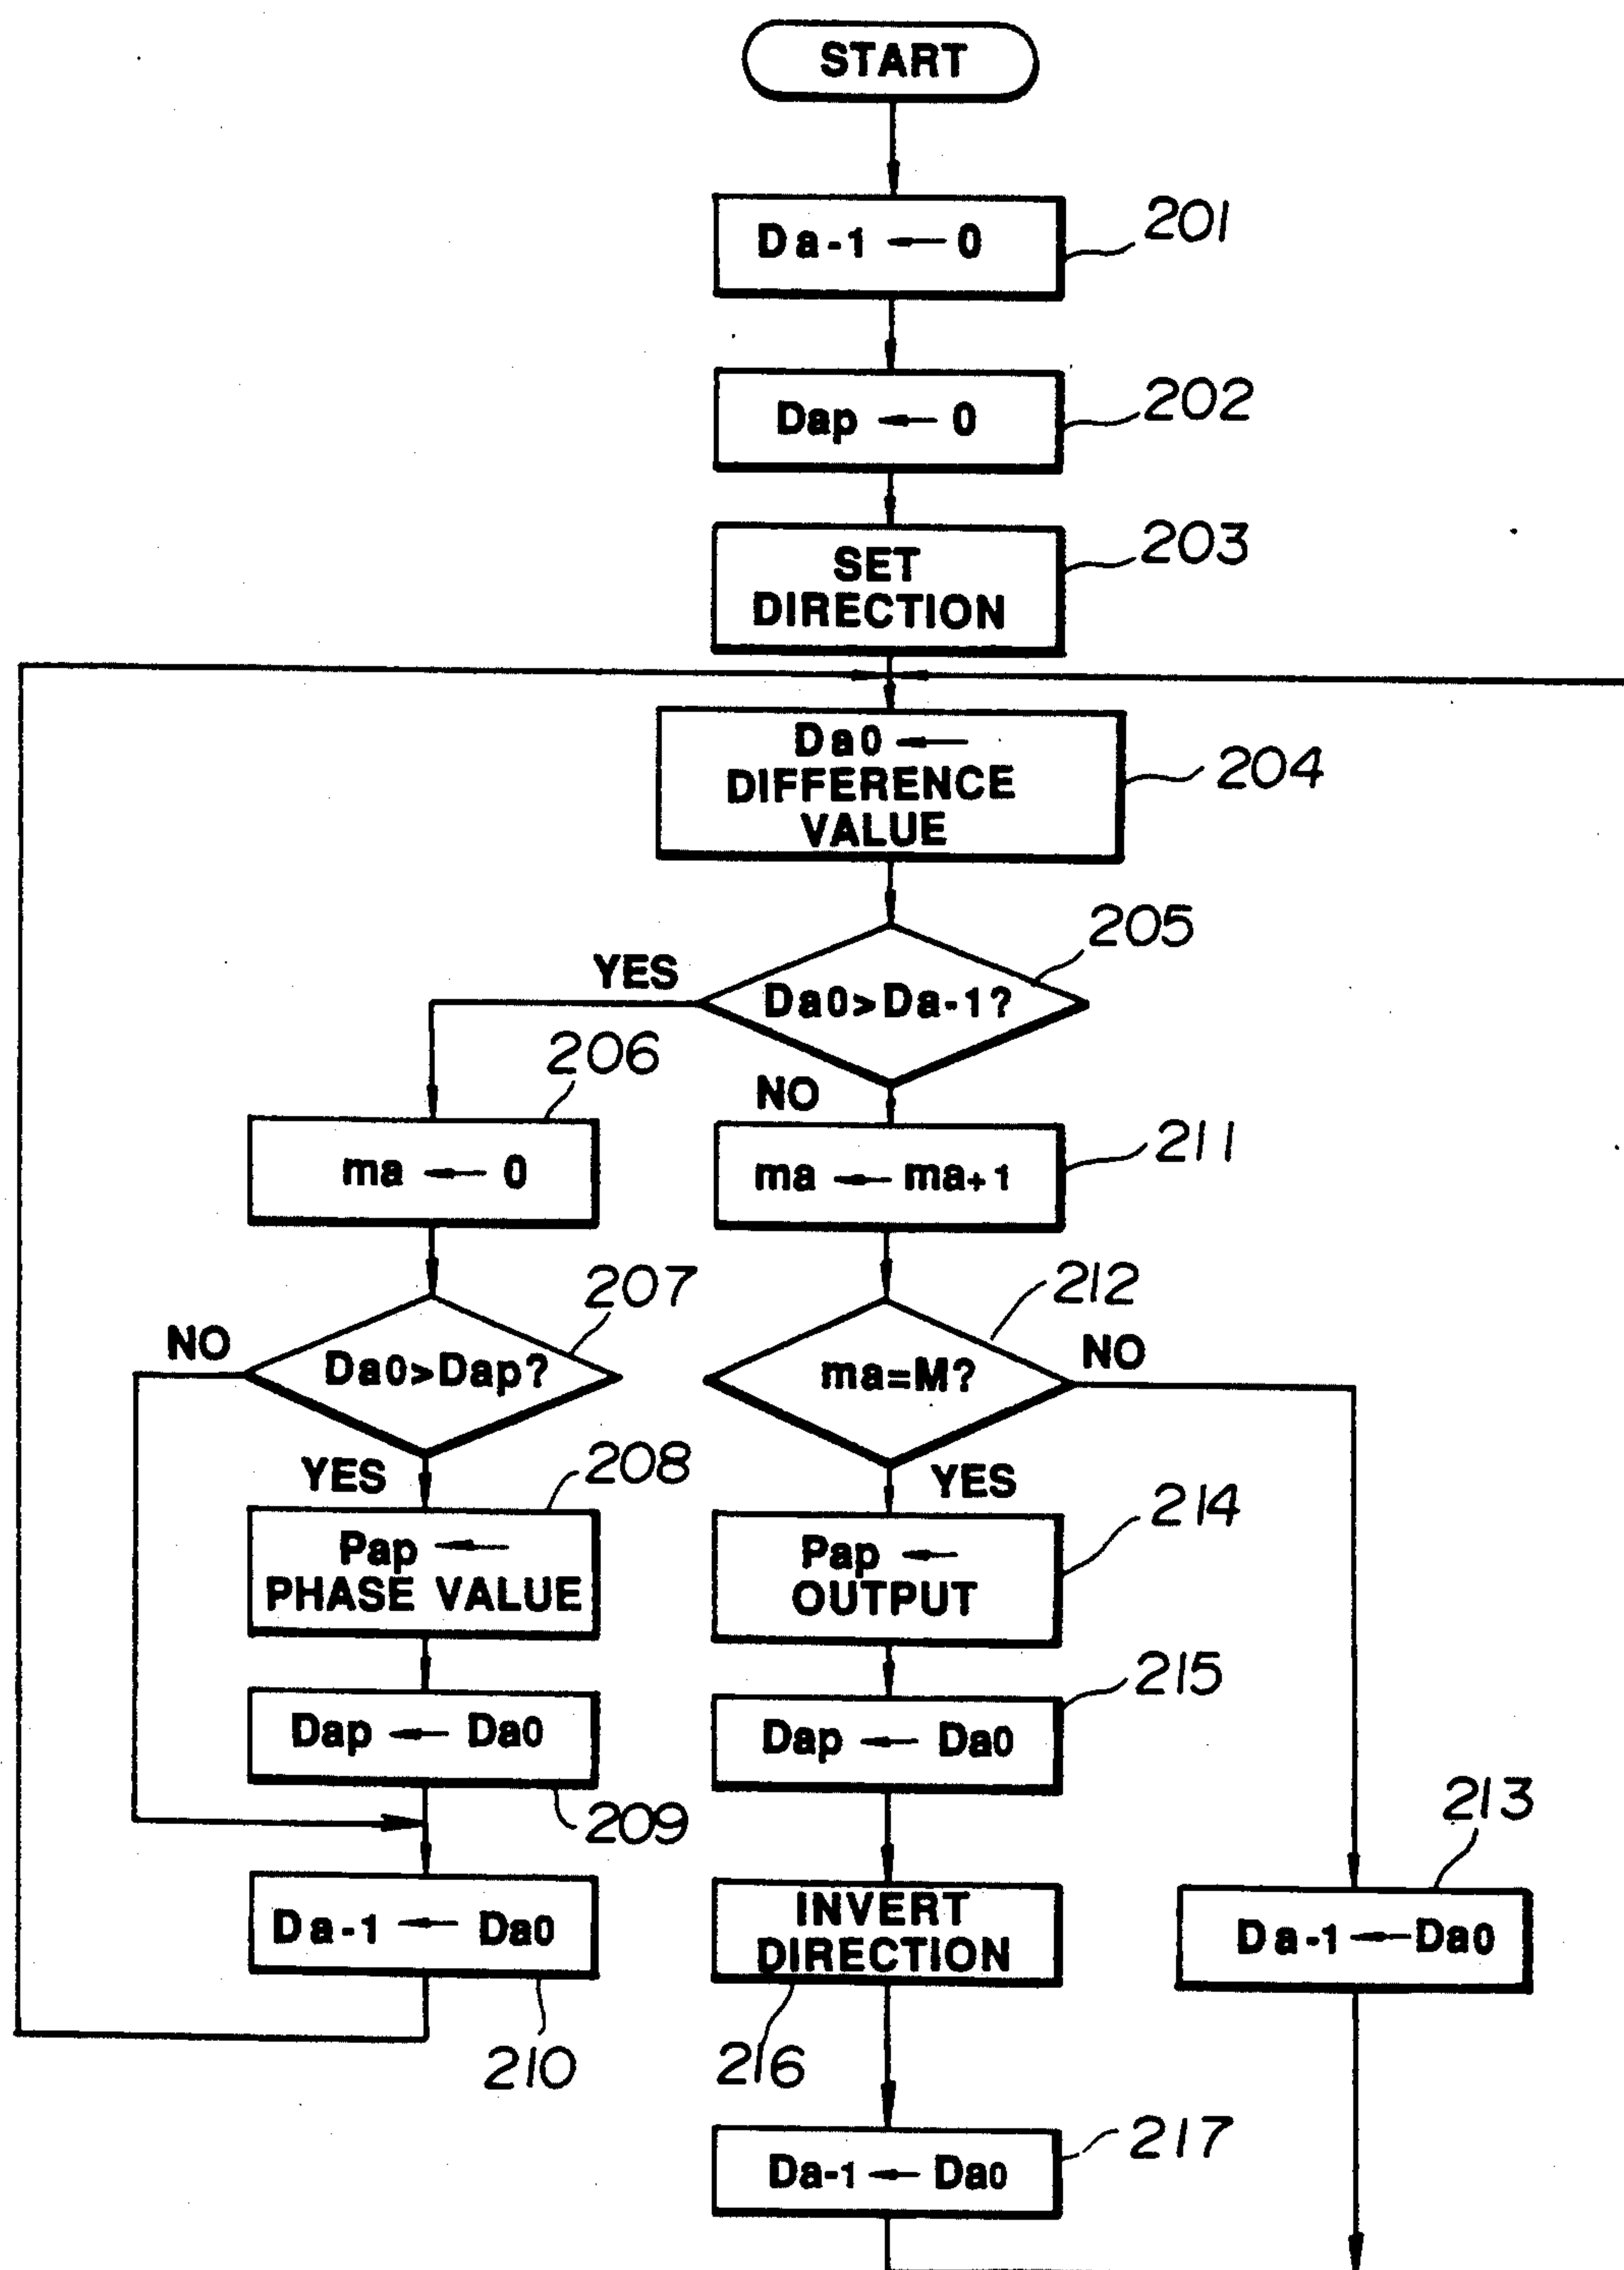 START
Da-1 ← 0
201
Dap ← 0
202
SET
DIRECTION
203
Da0 ←
DIFFERENCE
VALUE
204
205
YES
Da0>Da-1?
NO
206
ma ← 0
211
ma ← ma+1
207
NO
Da0>Dap?
YES
212
ma=M?
NO
YES
208
Pap ←
PHASE VALUE
214
Pap ←
OUTPUT
Dap ← Da0
209
215
Dap ← Da0
Da-1 ← Da0
210
INVERT
DIRECTION
216
213
Da-1 ← Da0
217
Da-1 ← Da0